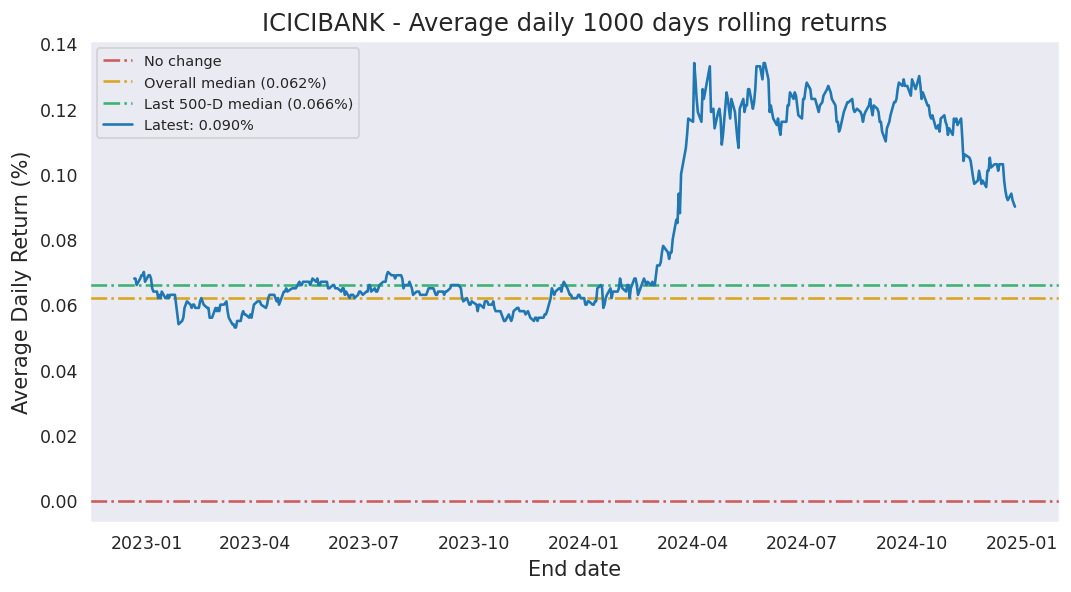 ICICIBANK - Average daily 1000 days rolling returns
No change
Overall median (0.062%)
Last 500-D median (0.066%)
Latest: 0.090%
Average Daily Return (%)
0.14
0.12
0.10
0.08
0.06
0.04
0.02
0.00
2023-01 2023-04 2023-07 2023-10 2024-01 2024-04 2024-07 2024-10 2025-01
End date